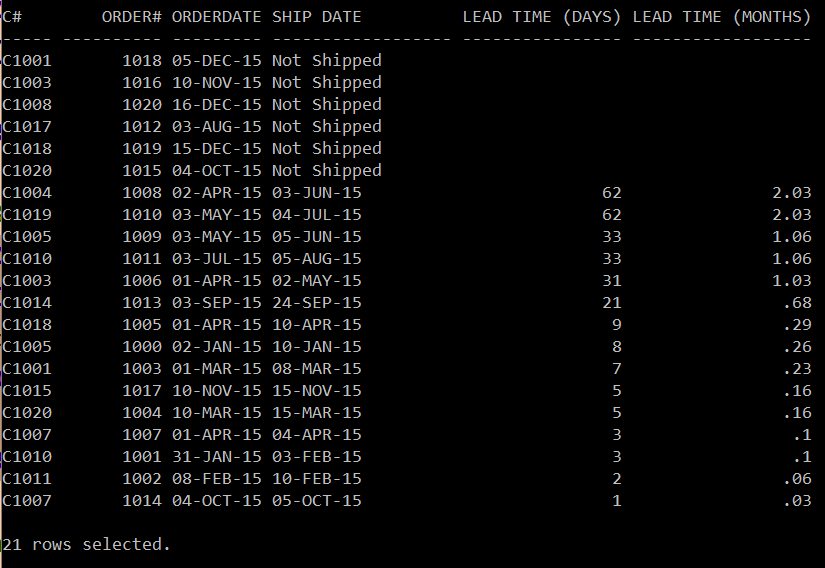 C#        ORDER# ORDERDATE SHIP DATE          LEAD TIME (DAYS) LEAD TIME (MONTHS)
----- ---------- --------- ------------------ ---------------- ------------------
C1001       1018 05-DEC-15 Not Shipped
C1003       1016 10-NOV-15 Not Shipped
C1008       1020 16-DEC-15 Not Shipped
C1017       1012 03-AUG-15 Not Shipped
C1018       1019 15-DEC-15 Not Shipped
C1020       1015 04-OCT-15 Not Shipped
C1004       1008 02-APR-15 03-JUN-15                        62               2.03
C1019       1010 03-MAY-15 04-JUL-15                        62               2.03
C1005       1009 03-MAY-15 05-JUN-15                        33               1.06
C1010       1011 03-JUL-15 05-AUG-15                        33               1.06
C1003       1006 01-APR-15 02-MAY-15                        31               1.03
C1014       1013 03-SEP-15 24-SEP-15                        21                .68
C1018       1005 01-APR-15 10-APR-15                         9                .29
C1005       1000 02-JAN-15 10-JAN-15                         8                .26
C1001       1003 01-MAR-15 08-MAR-15                         7                .23
C1015       1017 10-NOV-15 15-NOV-15                         5                .16
C1020       1004 10-MAR-15 15-MAR-15                         5                .16
C1007       1007 01-APR-15 04-APR-15                         3                 .1
C1010       1001 31-JAN-15 03-FEB-15                         3                 .1
C1011       1002 08-FEB-15 10-FEB-15                         2                .06
C1007       1014 04-OCT-15 05-OCT-15                         1                .03
21 rows selected.